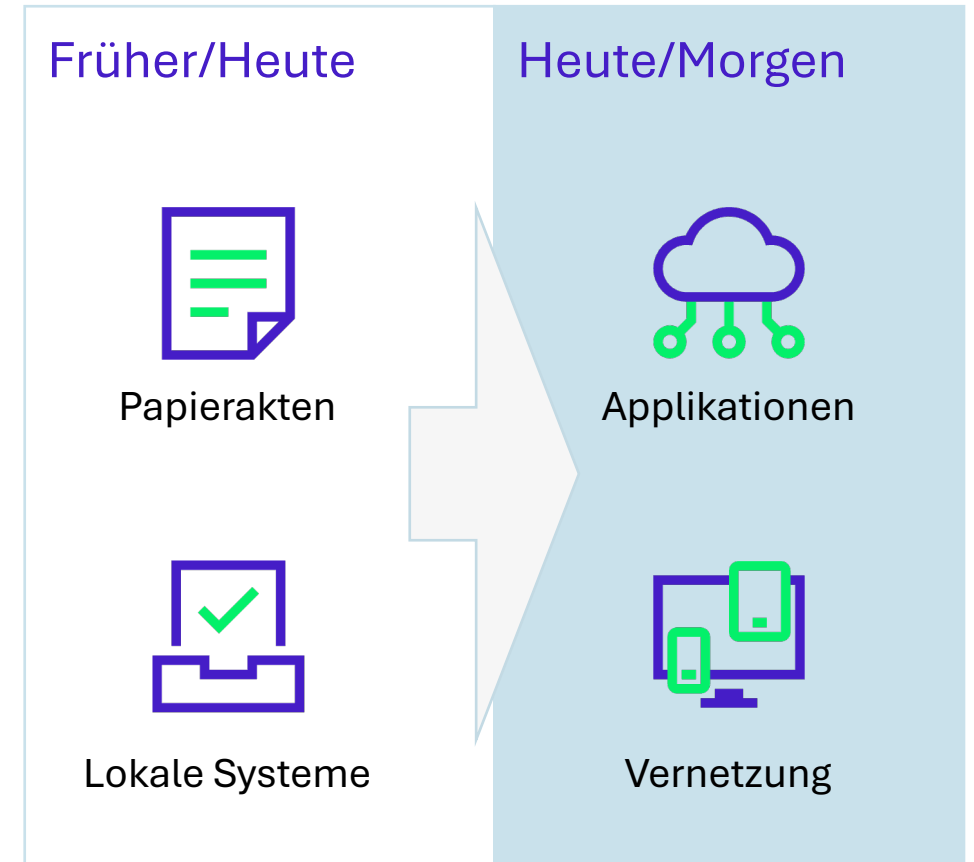 Früher/Heute
Papierakten
Lokale Systeme
Heute/Morgen
Applikationen
Vernetzung